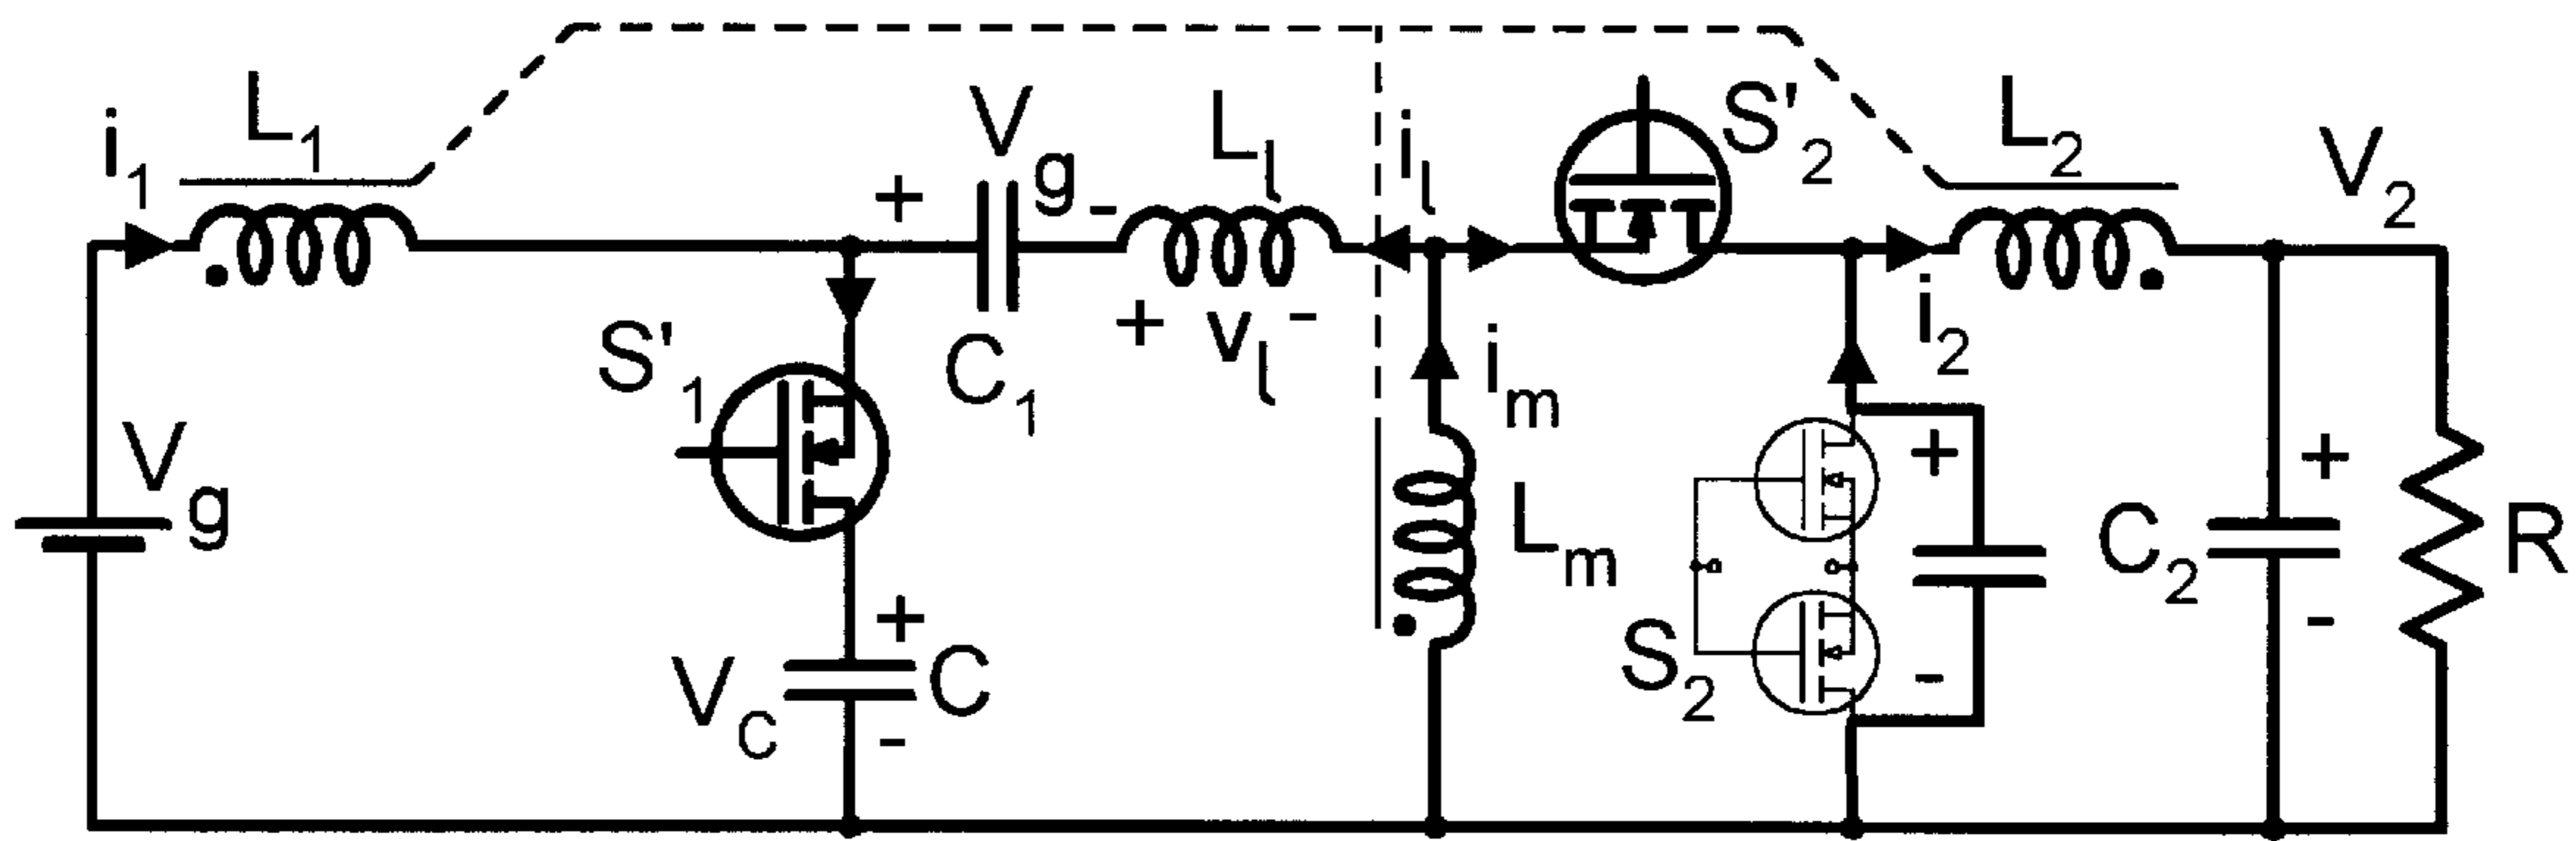 i1
L1
Vg
Ll
il
S'2
L2
V2
+
-
+
vl
-
C1
S'1
im
i2
Vg
Lm
+
-
S2
C2
+
-
R
VC
+
C
-